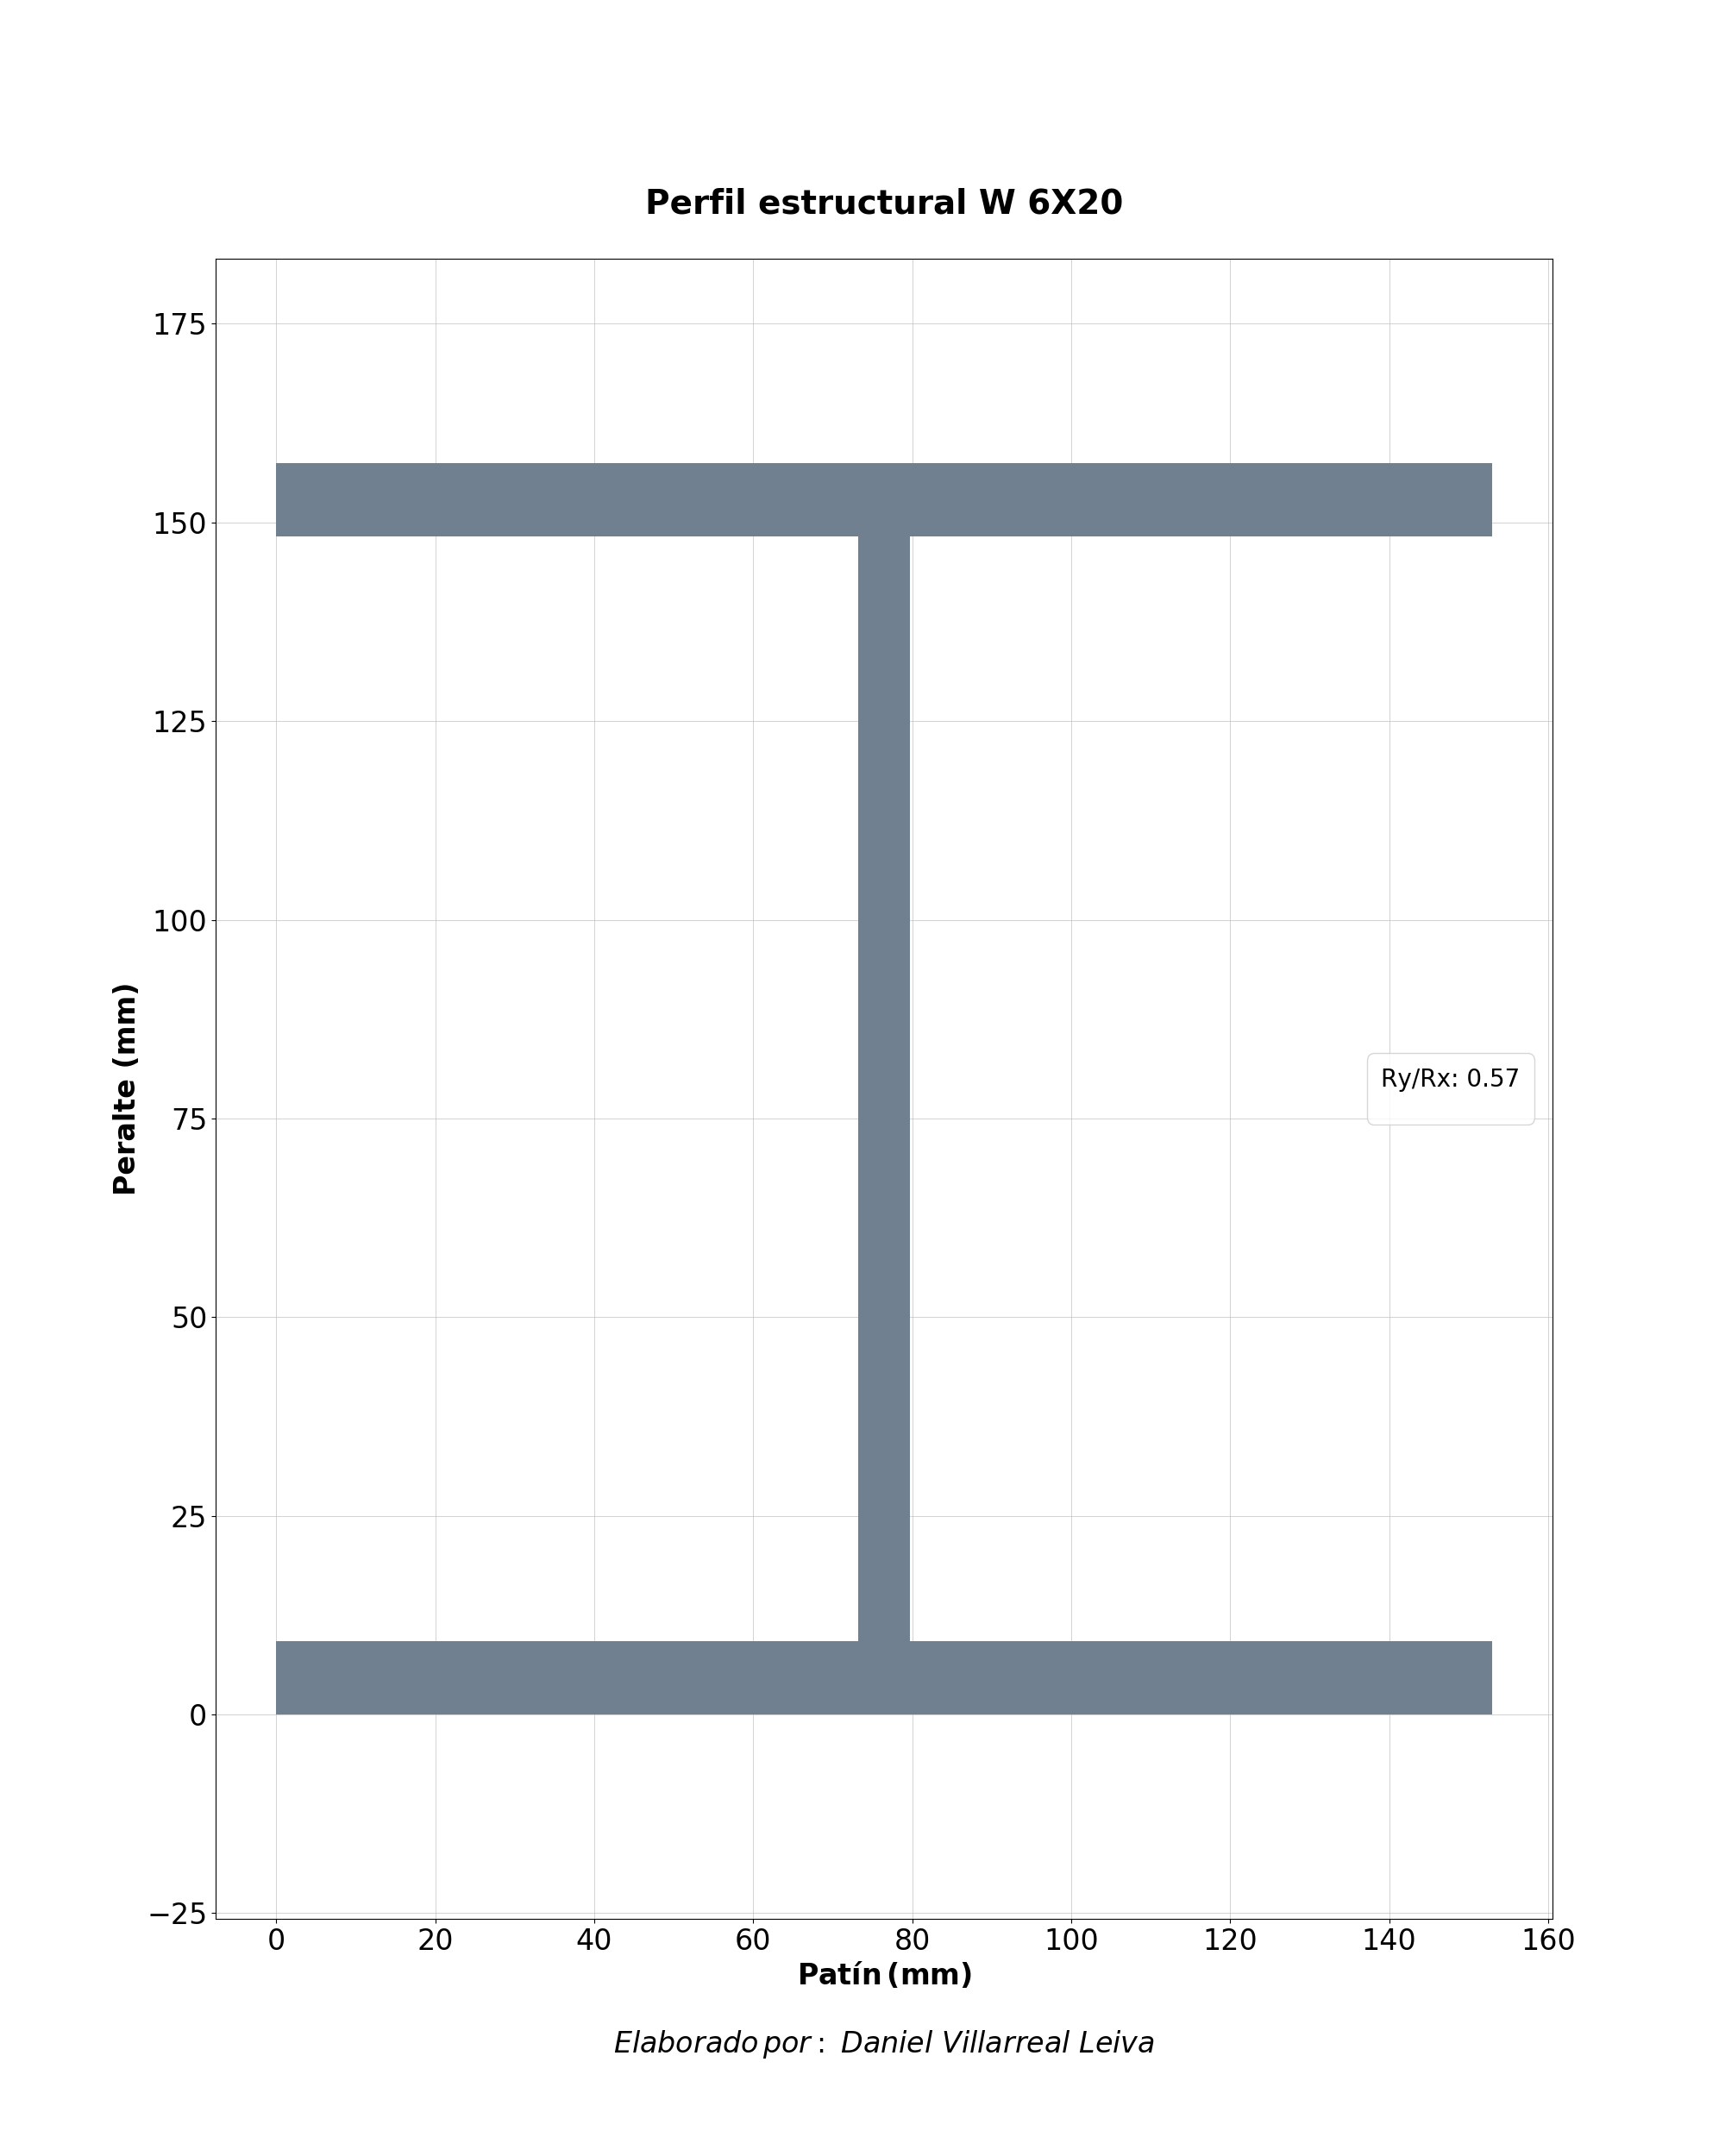 Perfil estructural W 6X20
175
150
125
100
75
50
25
0
−25
Peralte (mm)
Ry/Rx: 0.57
0 20 40 60 80 100 120 140 160
Patín (mm)
Elaborado por: Daniel Villarreal Leiva